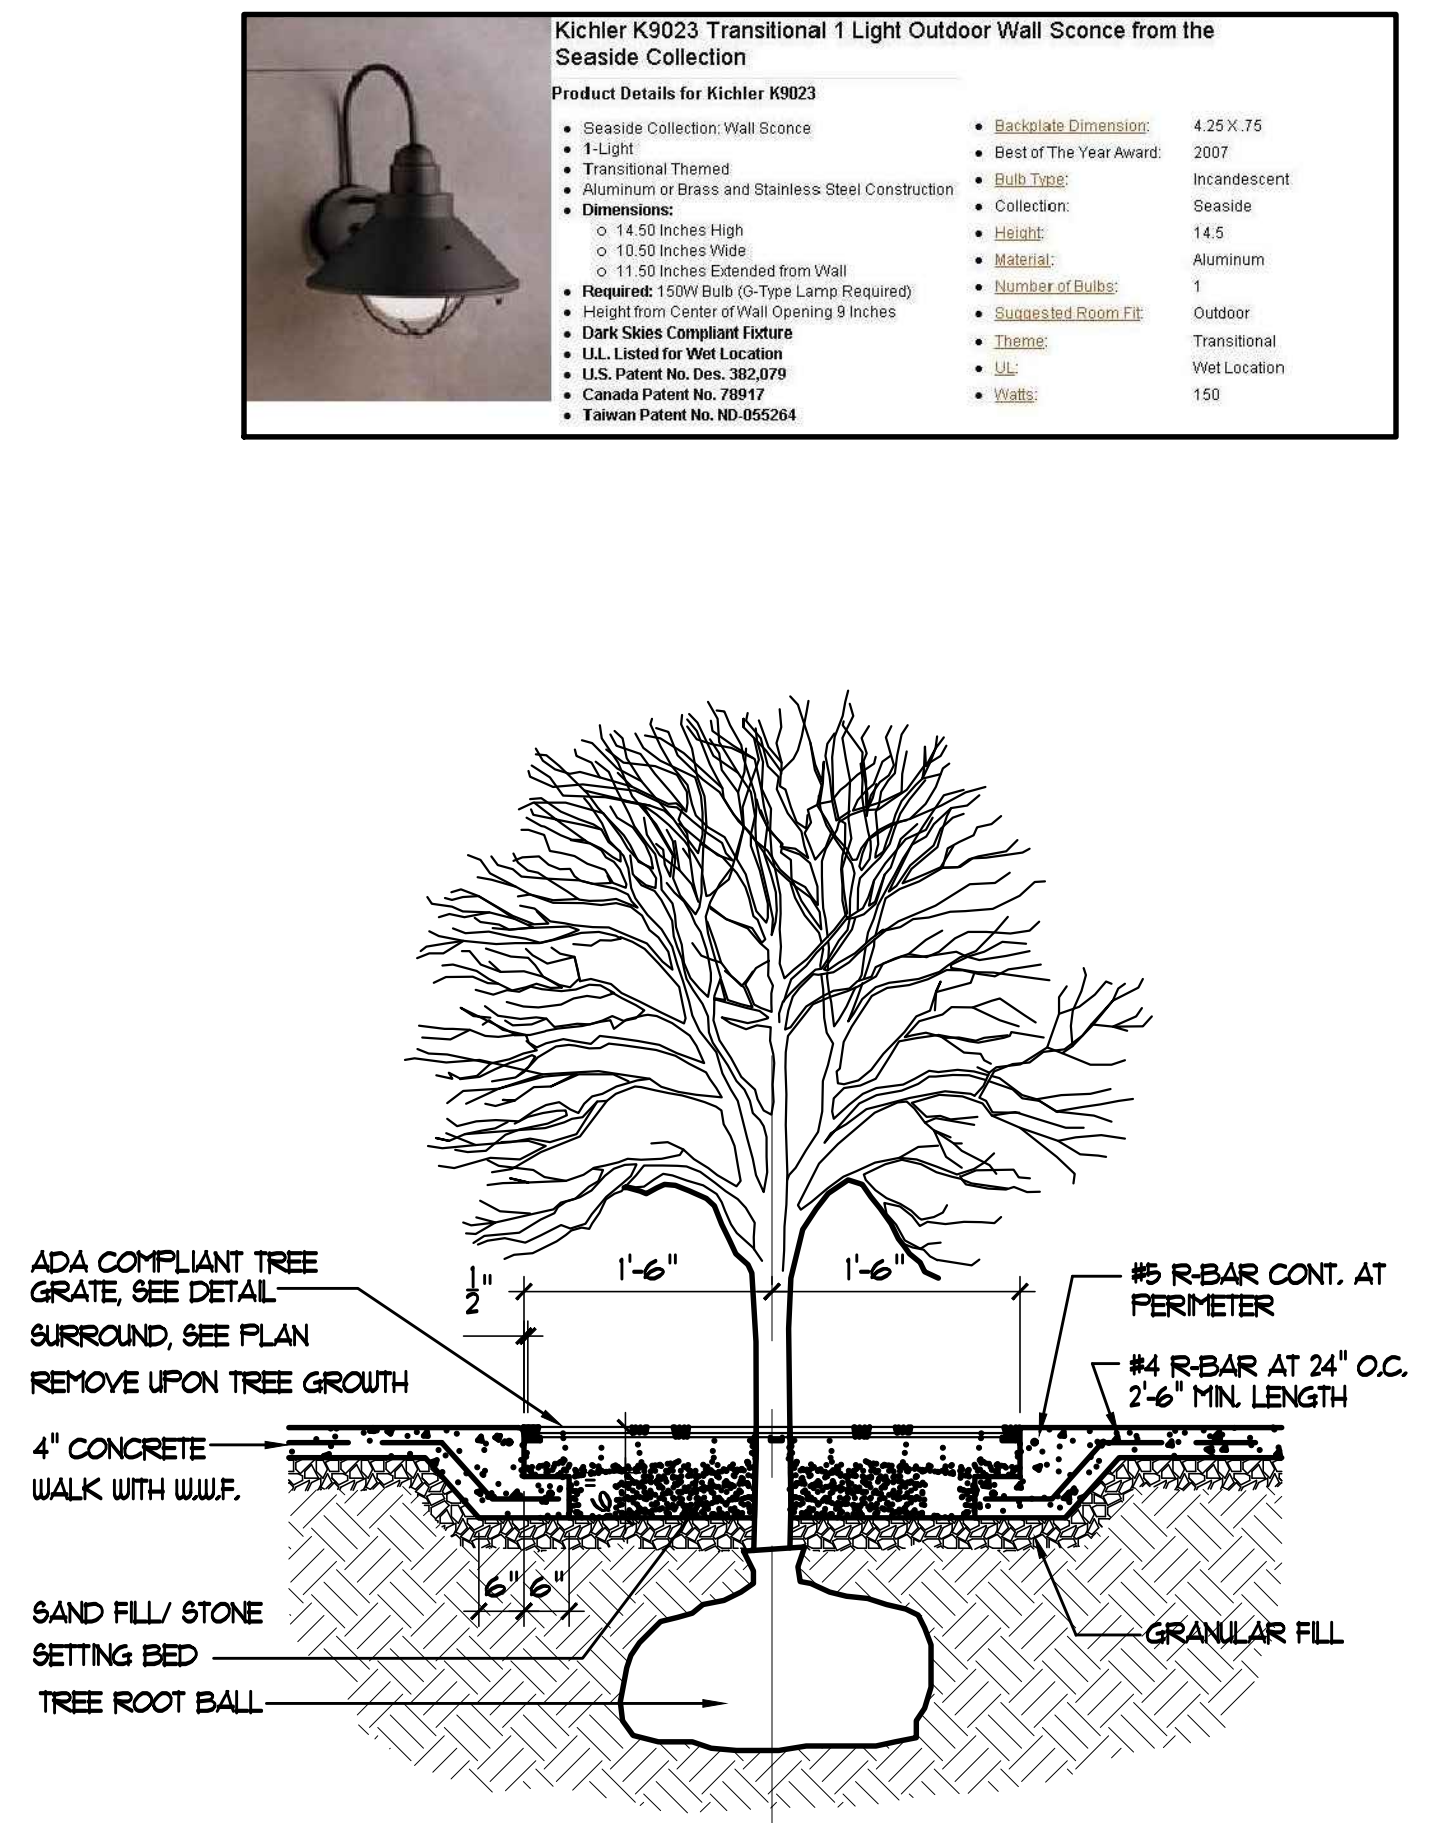 Kichler K9023 Transitional 1 Light Outdoor Wall Sconce from the
Seaside Collection
Product Details for Kichler K9023
Seaside Collection: Wall Sconce
1-Light
Transitional Themed
Aluminum or Brass and Stainless Steel Construction
Dimensions:
14.50 Inches High
10.50 Inches Wide
11.50 Inches Extended from Wall
Required: 150W Bulb (G-Type Lamp Required)
Height from Center of Wall Opening 9 Inches
Dark Skies Compliant Fixture
U.L. Listed for Wet Location
U.S. Patent No. Des. 382,079
Canada Patent No. 78917
Taiwan Patent No. ND-055264
Backplate Dimension: 4.25 X .75
Best of The Year Award: 2007
Bulb Type: Incandescent
Collection: Seaside
Height: 14.5
Material: Aluminum
Number of Bulbs: 1
Suggested Room Fit: Outdoor
Theme: Transitional
UL: Wet Location
Watts: 150
ADA COMPLIANT TREE
GRATE, SEE DETAIL
SURROUND, SEE PLAN
REMOVE UPON TREE GROWTH
4" CONCRETE
WALK WITH W.W.F.
SAND FILL/ STONE
SETTING BED
TREE ROOT BALL
1/2"
1'-6"
1'-6"
6"
6"
6"
#5 R-BAR CONT. AT
PERIMETER
#4 R-BAR AT 24" O.C.
2'-6" MIN. LENGTH
GRANULAR FILL